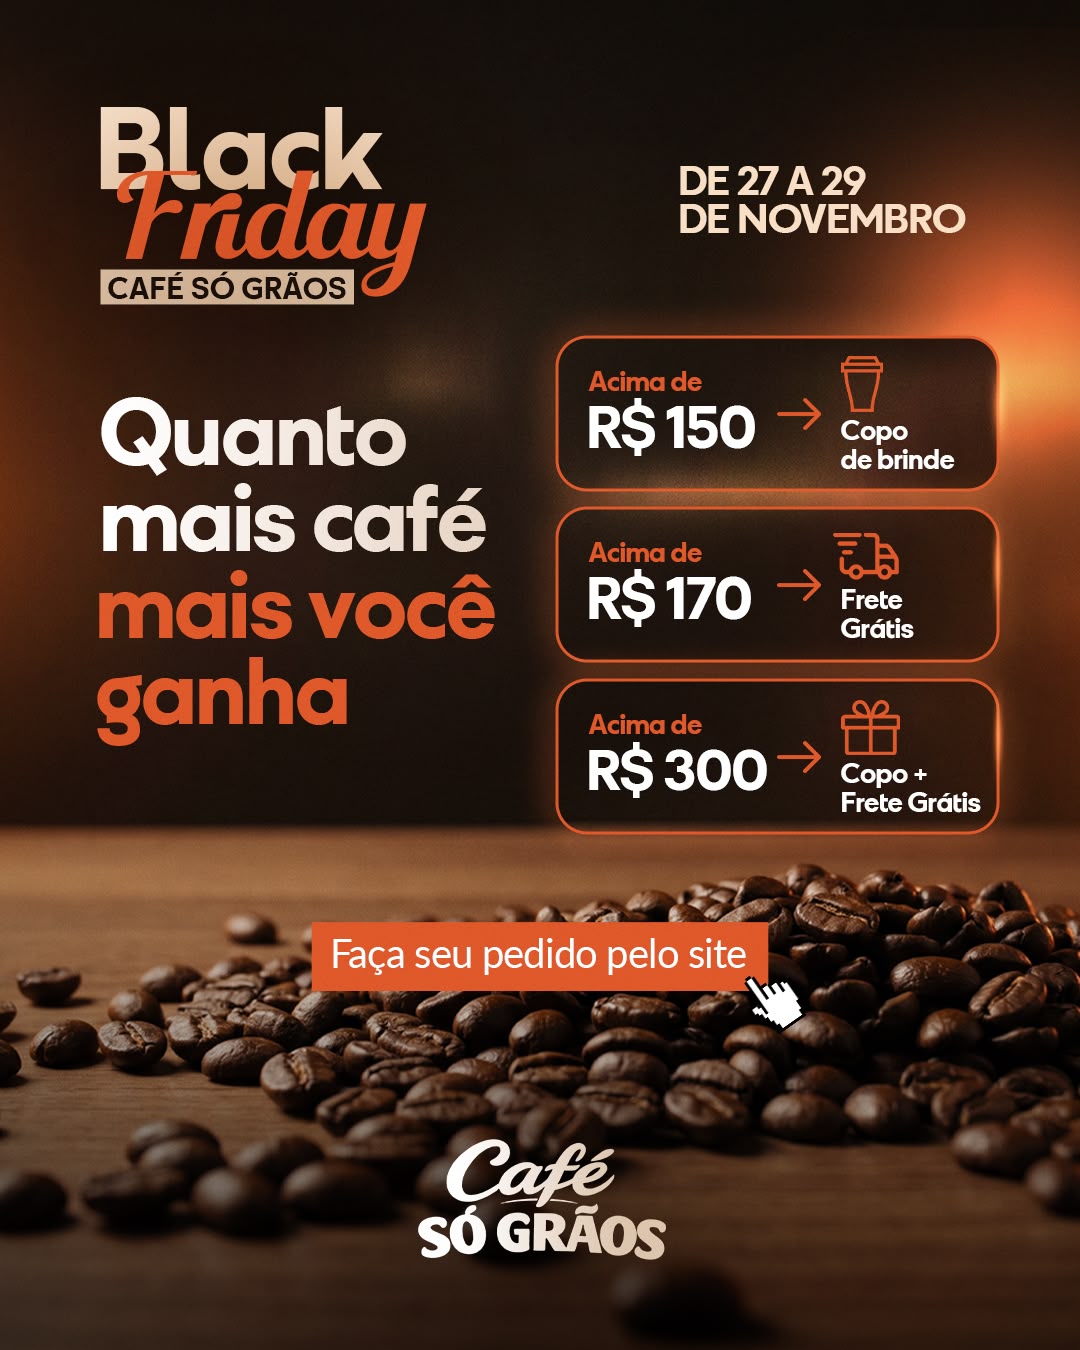 Black
Friday
CAFÉ SÓ GRÃOS
DE 27 A 29
DE NOVEMBRO
Quanto
mais café
mais você
ganha
Acima de
R$ 150
Copo
de brinde
Acima de
R$ 170
Frete
Grátis
Acima de
R$ 300
Copo +
Frete Grátis
Faça seu pedido pelo site
Café
SÓ GRÃOS